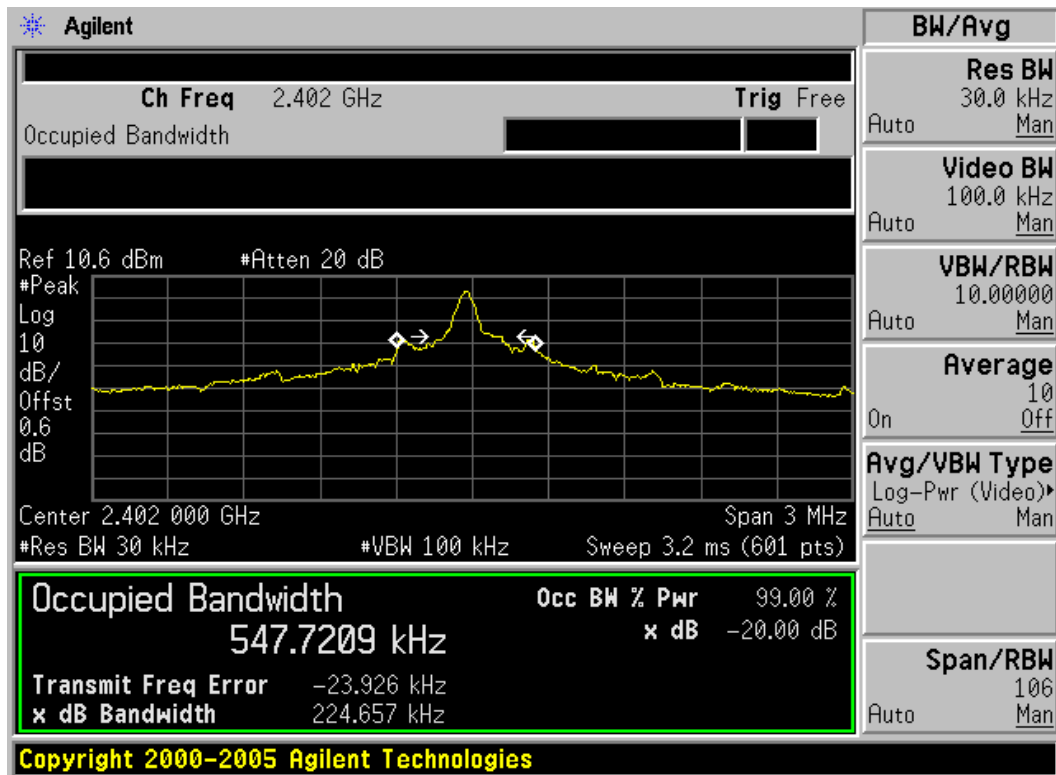 Agilent
BW/Avg
Ch Freq 2.402 GHz Trig Free
Occupied Bandwidth
Ref 10.6 dBm #Atten 20 dB
#Peak
Log
10
dB/
Offst
0.6
dB
Center 2.402 000 GHz Span 3 MHz
#Res BW 30 kHz #VBW 100 kHz Sweep 3.2 ms (601 pts)
Occupied Bandwidth
547.7209 kHz
Occ BW % Pwr 99.00 %
x dB -20.00 dB
Transmit Freq Error -23.926 kHz
x dB Bandwidth 224.657 kHz
Res BW
30.0 kHz
Auto Man
Video BW
100.0 kHz
Auto Man
VBW/RBW
10.00000
Auto Man
Average
10
On Off
Avg/VBW Type
Log-Pwr (Video)
Auto Man
Span/RBW
106
Auto Man
Copyright 2000-2005 Agilent Technologies